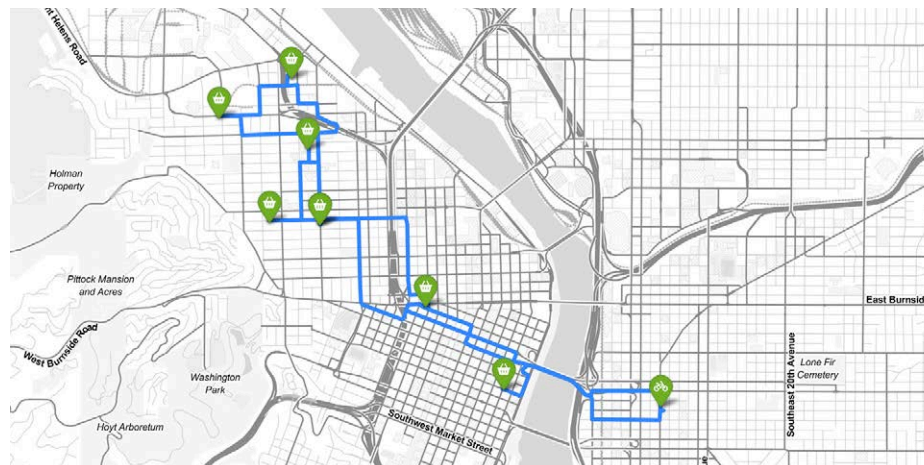 nt Helens Road
Holman
Property
Pittock Mansion
and Acres
East Burnsid
West Burnside Road
Washington
Park
Lone Fir
Cemetery
Southeast 20th Avenue
Southwest Market Street
Hoyt Arboretum